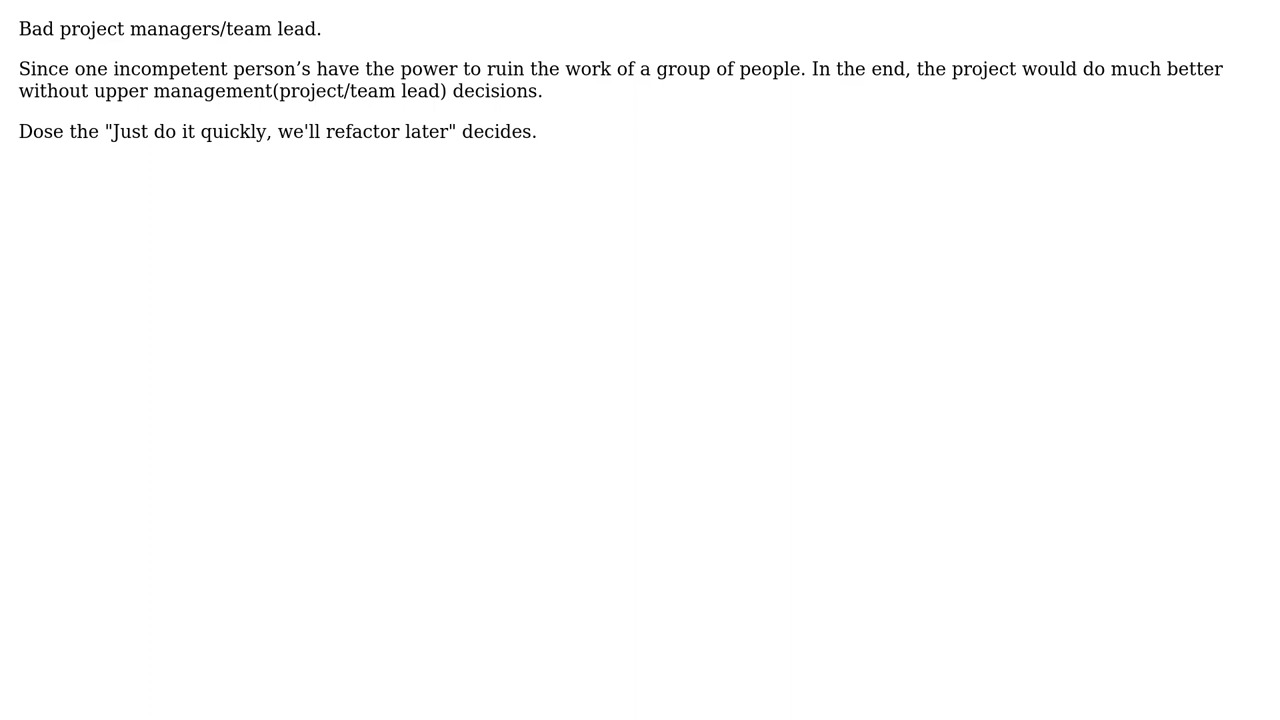 Bad project managers/team lead.
Since one incompetent person’s have the power to ruin the work of a group of people. In the end, the project would do much better
without upper management(project/team lead) decisions.
Dose the "Just do it quickly, we'll refactor later" decides.